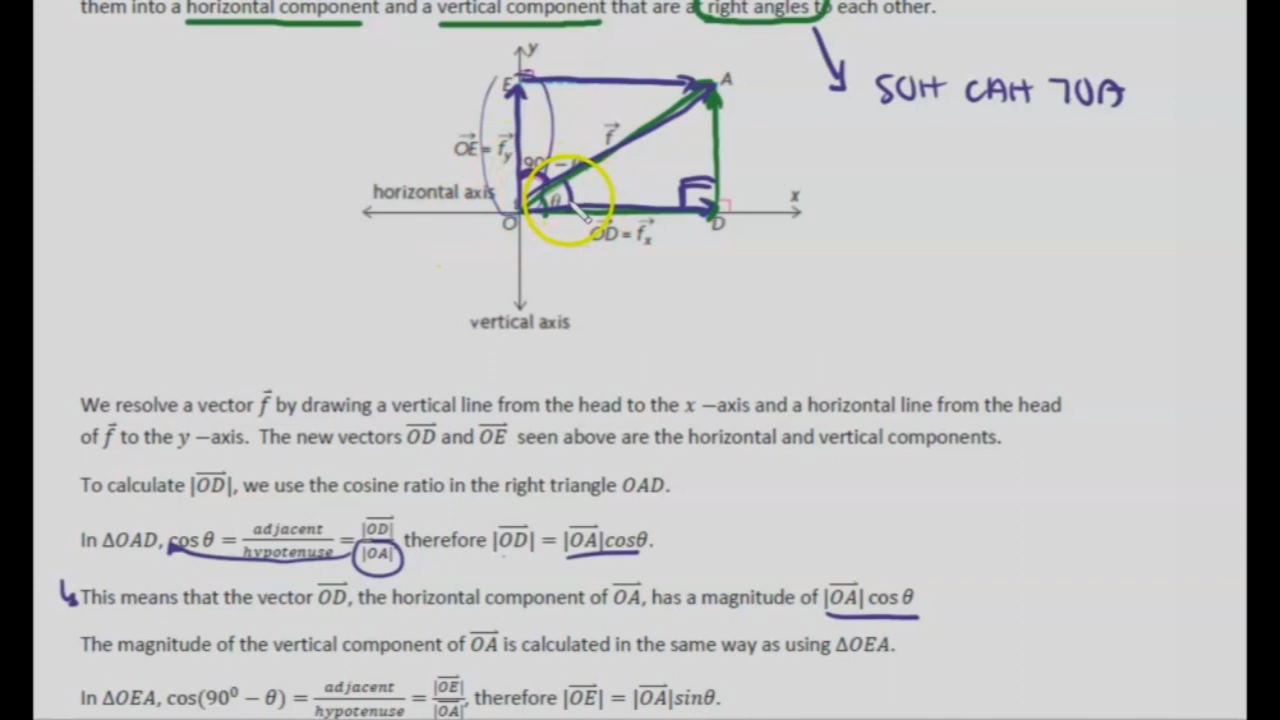 them into a horizontal component and a vertical component that are at right angles to each other.
y
E
A
SOH CAH TOA
f⃗
|OE⃗ = f⃗y
90° − θ
horizontal axis
θ
x
O
OD⃗ = f⃗x
D
vertical axis
We resolve a vector f⃗ by drawing a vertical line from the head to the x −axis and a horizontal line from the head
of f⃗ to the y −axis. The new vectors OD⃗ and OE⃗ seen above are the horizontal and vertical components.
To calculate |OD⃗|, we use the cosine ratio in the right triangle OAD.
In ΔOAD, cos θ = adjacent/hypotenuse = |OD⃗|/|OA⃗| therefore |OD⃗| = |OA⃗|cosθ.
This means that the vector OD⃗, the horizontal component of OA⃗, has a magnitude of |OA⃗| cos θ
The magnitude of the vertical component of OA⃗ is calculated in the same way as using ΔOEA.
In ΔOEA, cos(90⁰ − θ) = adjacent/hypotenuse = |OE⃗|/|OA⃗|, therefore |OE⃗| = |OA⃗|sinθ.